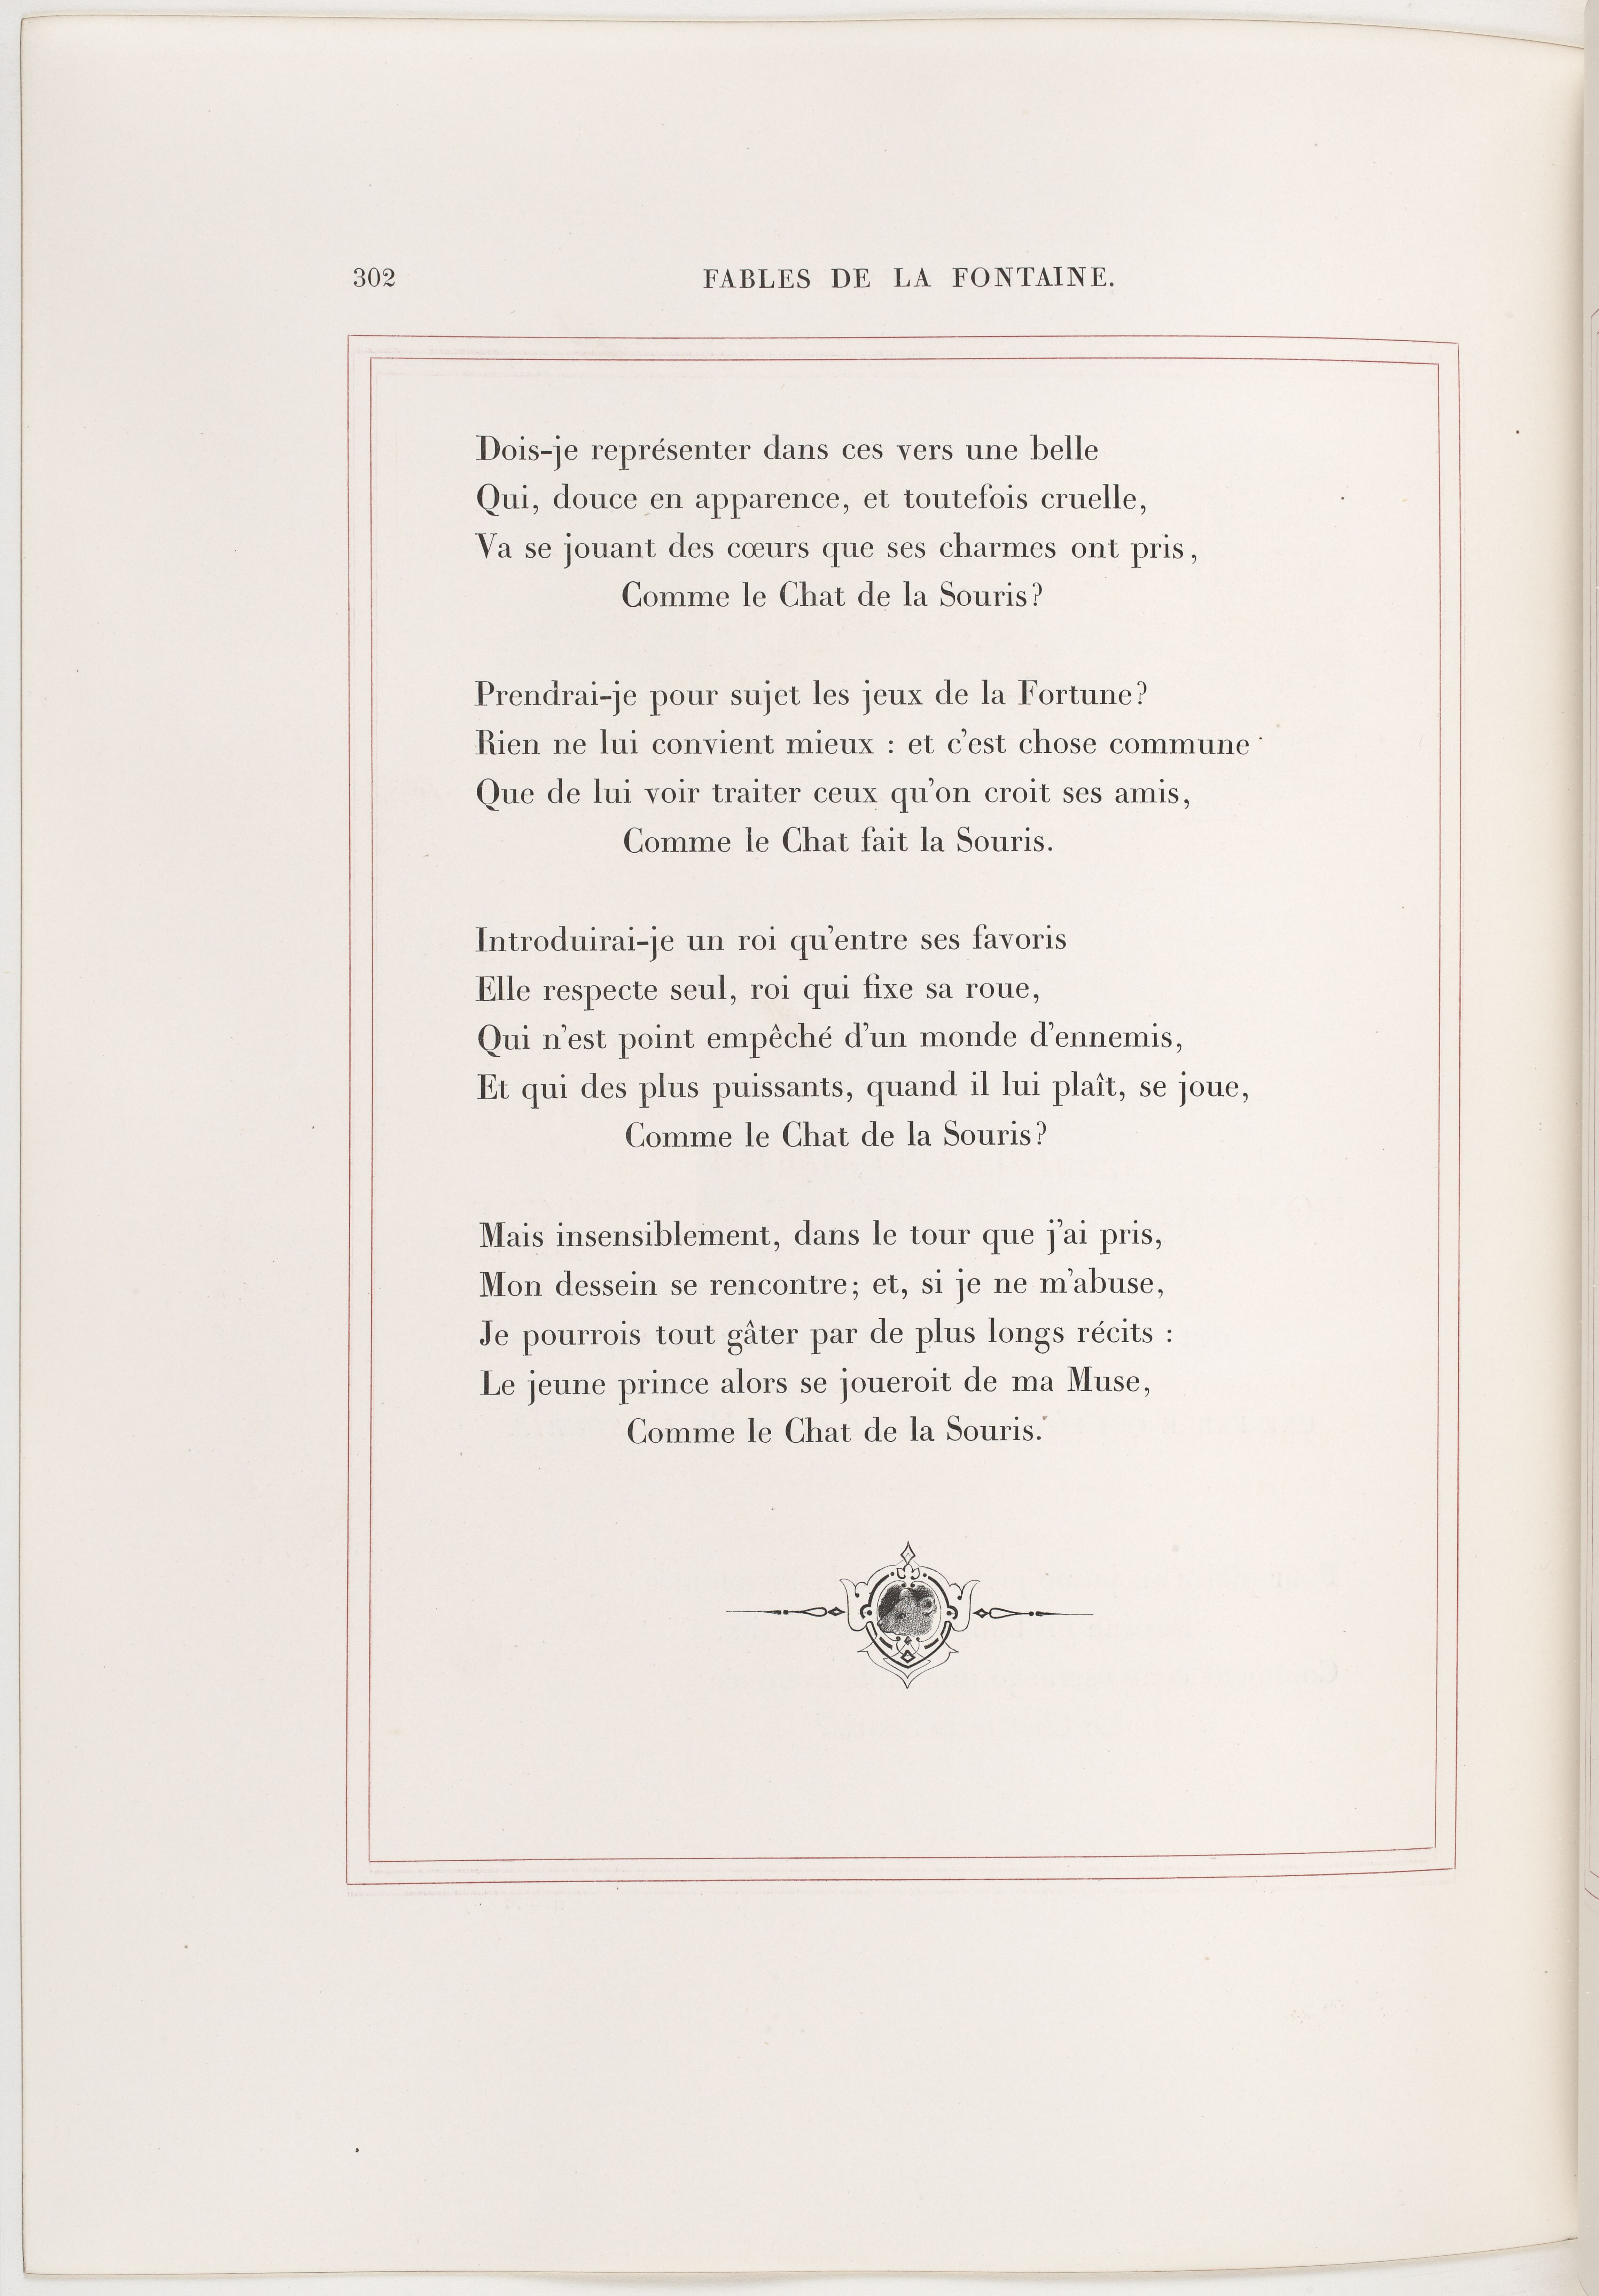 302
FABLES DE LA FONTAINE.
Dois-je représenter dans ces vers une belle
Qui, douce en apparence, et toutefois cruelle,
Va se jouant des cœurs que ses charmes ont pris,
Comme le Chat de la Souris?
Prendrai-je pour sujet les jeux de la Fortune?
Rien ne lui convient mieux : et c'est chose commune
Que de lui voir traiter ceux qu'on croit ses amis,
Comme le Chat fait la Souris.
Introduirai-je un roi qu'entre ses favoris
Elle respecte seul, roi qui fixe sa roue,
Qui n'est point empêché d'un monde d'ennemis,
Et qui des plus puissants, quand il lui plaît, se joue,
Comme le Chat de la Souris?
Mais insensiblement, dans le tour que j'ai pris,
Mon dessein se rencontre; et, si je ne m'abuse,
Je pourrois tout gâter par de plus longs récits :
Le jeune prince alors se joueroit de ma Muse,
Comme le Chat de la Souris.